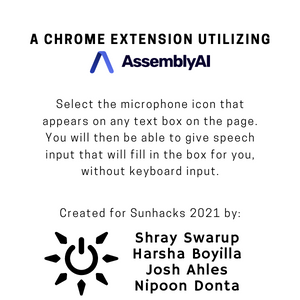 A CHROME EXTENSION UTILIZING
AssemblyAI
Select the microphone icon that
appears on any text box on the page.
You will then be able to give speech
input that will fill in the box for you,
without keyboard input.
Created for Sunhacks 2021 by:
Shray Swarup
Harsha Boyilla
Josh Ahles
Nipoon Donta